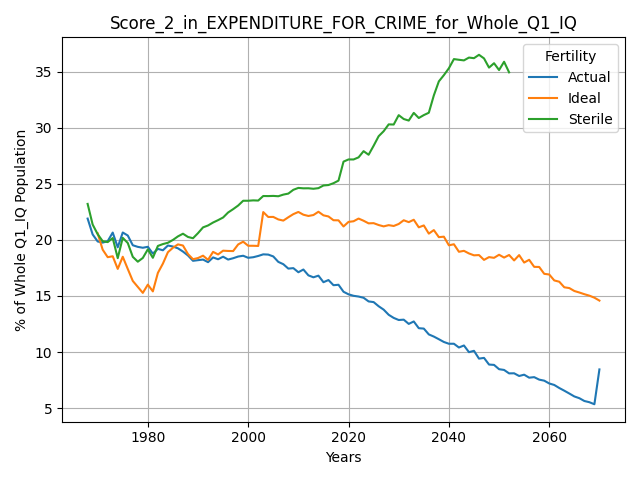 Score_2_in_EXPENDITURE_FOR_CRIME_for_Whole_Q1_IQ
Fertility
Actual
Ideal
Sterile
% of Whole Q1_IQ Population
35
30
25
20
15
10
5
1980 2000 2020 2040 2060
Years